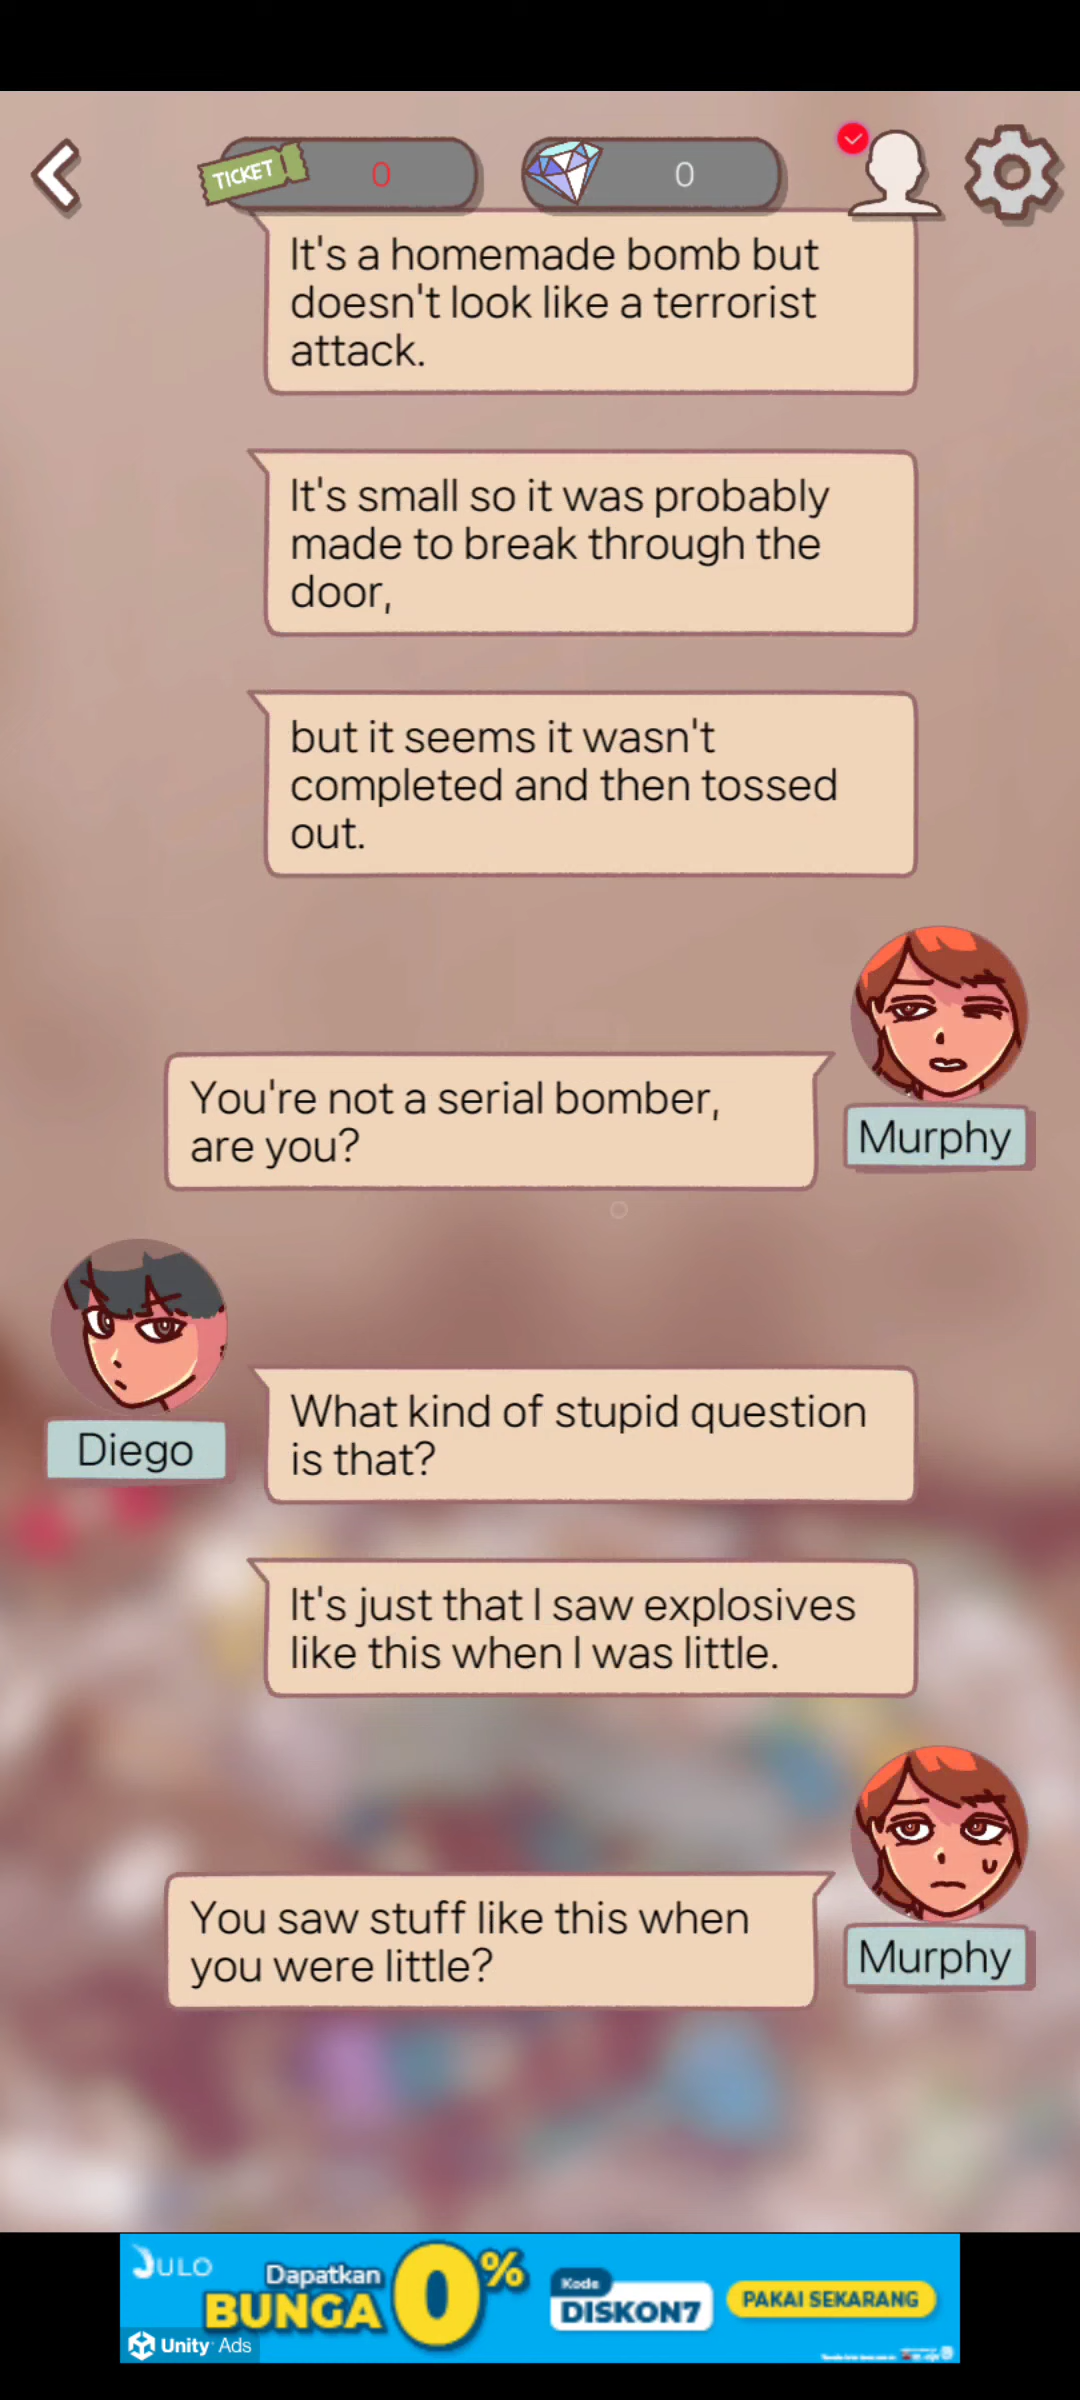 TICKET
0
0
It's a homemade bomb but
doesn't look like a terrorist
attack.
It's small so it was probably
made to break through the
door,
but it seems it wasn't
completed and then tossed
out.
You're not a serial bomber,
are you?
Murphy
Diego
What kind of stupid question
is that?
It's just that I saw explosives
like this when I was little.
You saw stuff like this when
you were little?
Murphy
JULO
Dapatkan
BUNGA
0%
Kode
DISKON7
PAKAI SEKARANG
Unity Ads